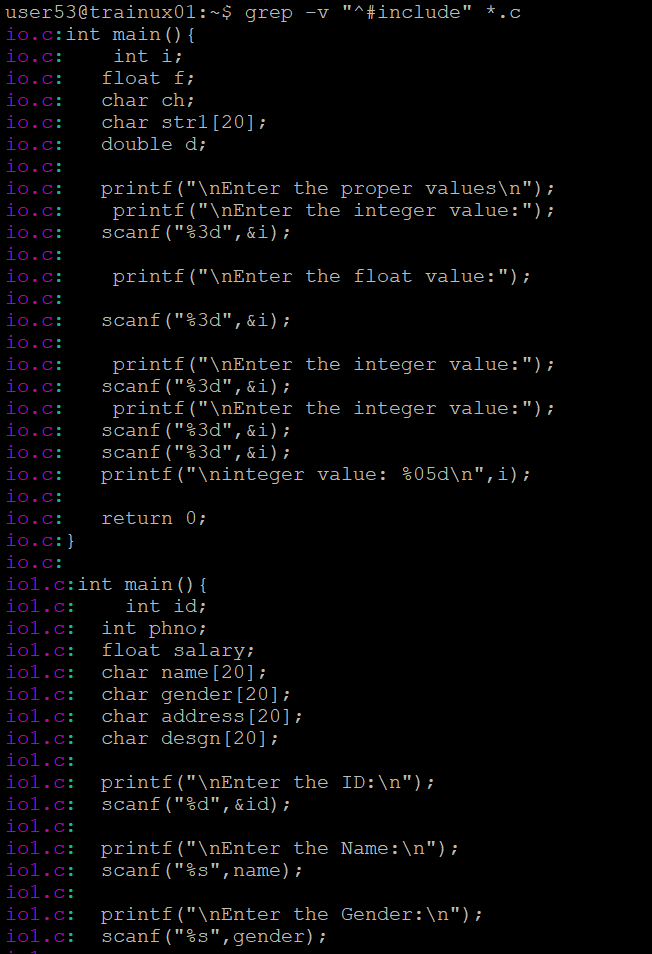 user53@trainux01:~$ grep -v "^#include" *.c
io.c:int main(){
io.c:    int i;
io.c:   float f;
io.c:   char ch;
io.c:   char str1[20];
io.c:   double d;
io.c:
io.c:   printf("\nEnter the proper values\n");
io.c:    printf("\nEnter the integer value:");
io.c:   scanf("%3d",&i);
io.c:
io.c:    printf("\nEnter the float value:");
io.c:
io.c:   scanf("%3d",&i);
io.c:
io.c:    printf("\nEnter the integer value:");
io.c:   scanf("%3d",&i);
io.c:    printf("\nEnter the integer value:");
io.c:   scanf("%3d",&i);
io.c:   scanf("%3d",&i);
io.c:   printf("\ninteger value: %05d\n",i);
io.c:
io.c:   return 0;
io.c:}
io.c:
io1.c:int main(){
io1.c:    int id;
io1.c:  int phno;
io1.c:  float salary;
io1.c:  char name[20];
io1.c:  char gender[20];
io1.c:  char address[20];
io1.c:  char desgn[20];
io1.c:
io1.c:  printf("\nEnter the ID:\n");
io1.c:  scanf("%d",&id);
io1.c:
io1.c:  printf("\nEnter the Name:\n");
io1.c:  scanf("%s",name);
io1.c:
io1.c:  printf("\nEnter the Gender:\n");
io1.c:  scanf("%s",gender);